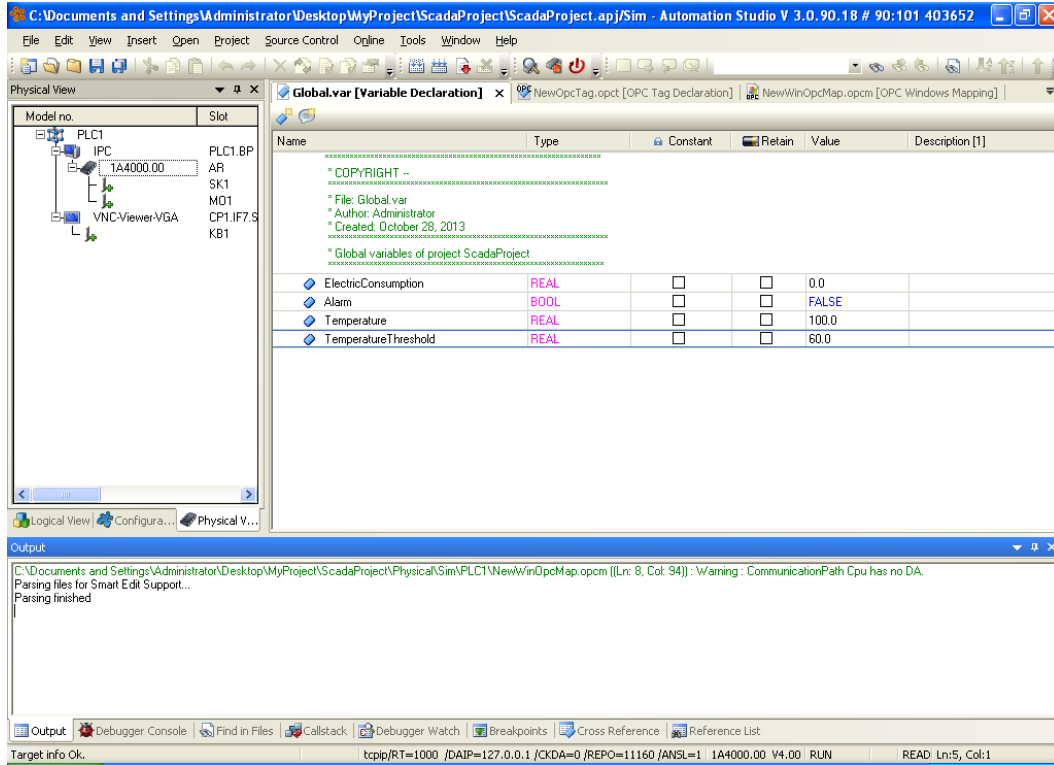 C:\Documents and Settings\Administrator\Desktop\MyProject\ScadaProject\ScadaProject.apj/Sim - Automation Studio V 3.0.90.18 # 90:101 403652
File Edit View Insert Open Project Source Control Online Tools Window Help
Physical View
Global.var [Variable Declaration] NewOpcTag.opct [OPC Tag Declaration] NewWinOpcMap.opcm [OPC Windows Mapping]
Model no. Slot
PLC1
IPC PLC1.BP
1A4000.00 AR
SK1
MO1
VNC-Viewer-VGA CP1.IF7.S
KB1
Logical View Configura... Physical V...
Name Type Constant Retain Value Description [1]
* COPYRIGHT --
* File: Global.var
* Author: Administrator
* Created: October 28, 2013
* Global variables of project ScadaProject
ElectricConsumption REAL 0.0
Alarm BOOL FALSE
Temperature REAL 100.0
TemperatureThreshold REAL 60.0
Output
C:\Documents and Settings\Administrator\Desktop\MyProject\ScadaProject\Physical\Sim\PLC1\NewWinOpcMap.opcm ((Ln: 8, Col: 94)) : Warning : CommunicationPath Cpu has no DA.
Parsing files for Smart Edit Support...
Parsing finished
Output Debugger Console Find in Files Callstack Debugger Watch Breakpoints Cross Reference Reference List
Target info Ok. tcpip/RT=1000 /DAIP=127.0.0.1 /CKDA=0 /REPO=11160 /ANSL=1 1A4000.00 V4.00 RUN READ Ln:5, Col:1